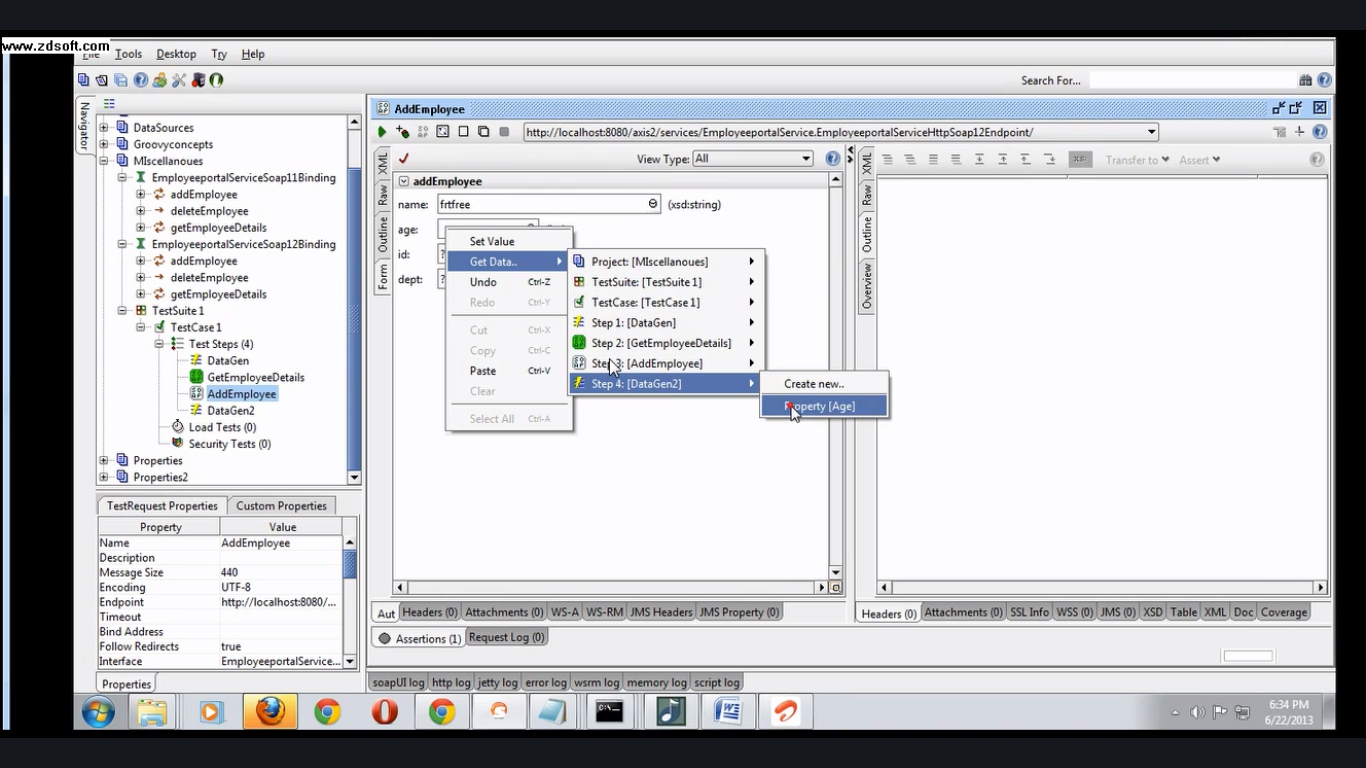 www.zdsoft.com
File Tools Desktop Try Help
Search For...
Navigator
DataSources
Groovyconcepts
MIscellanoues
EmployeeportalServiceSoap11Binding
addEmployee
deleteEmployee
getEmployeeDetails
EmployeeportalServiceSoap12Binding
addEmployee
deleteEmployee
getEmployeeDetails
TestSuite 1
TestCase 1
Test Steps (4)
DataGen
GetEmployeeDetails
AddEmployee
DataGen2
Load Tests (0)
Security Tests (0)
Properties
Properties2
TestRequest Properties Custom Properties
Property Value
Name AddEmployee
Description
Message Size 440
Encoding UTF-8
Endpoint http://localhost:8080/...
Timeout
Bind Address
Follow Redirects true
Interface EmployeeportalService...
Properties
AddEmployee
http://localhost:8080/axis2/services/EmployeeportalService.EmployeeportalServiceHttpSoap12Endpoint/
XML
Raw
Outline
Form
View Type: All
addEmployee
name: frtfree (xsd:string)
age:
id: ?
dept: ?
Set Value
Get Data..
Undo Ctrl-Z
Redo Ctrl-Y
Cut Ctrl-X
Copy Ctrl-C
Paste Ctrl-V
Clear
Select All Ctrl-A
Project: [MIscellanoues]
TestSuite: [TestSuite 1]
TestCase: [TestCase 1]
Step 1: [DataGen]
Step 2: [GetEmployeeDetails]
Step 3: [AddEmployee]
Step 4: [DataGen2]
Create new..
Property [Age]
Aut Headers (0) Attachments (0) WS-A WS-RM JMS Headers JMS Property (0)
Assertions (1) Request Log (0)
XML
Raw
Outline
Overview
Transfer to Assert
Headers (0) Attachments (0) SSL Info WSS (0) JMS (0) XSD Table XML Doc Coverage
soapUI log http log jetty log error log wsrm log memory log script log
6:34 PM
6/22/2013